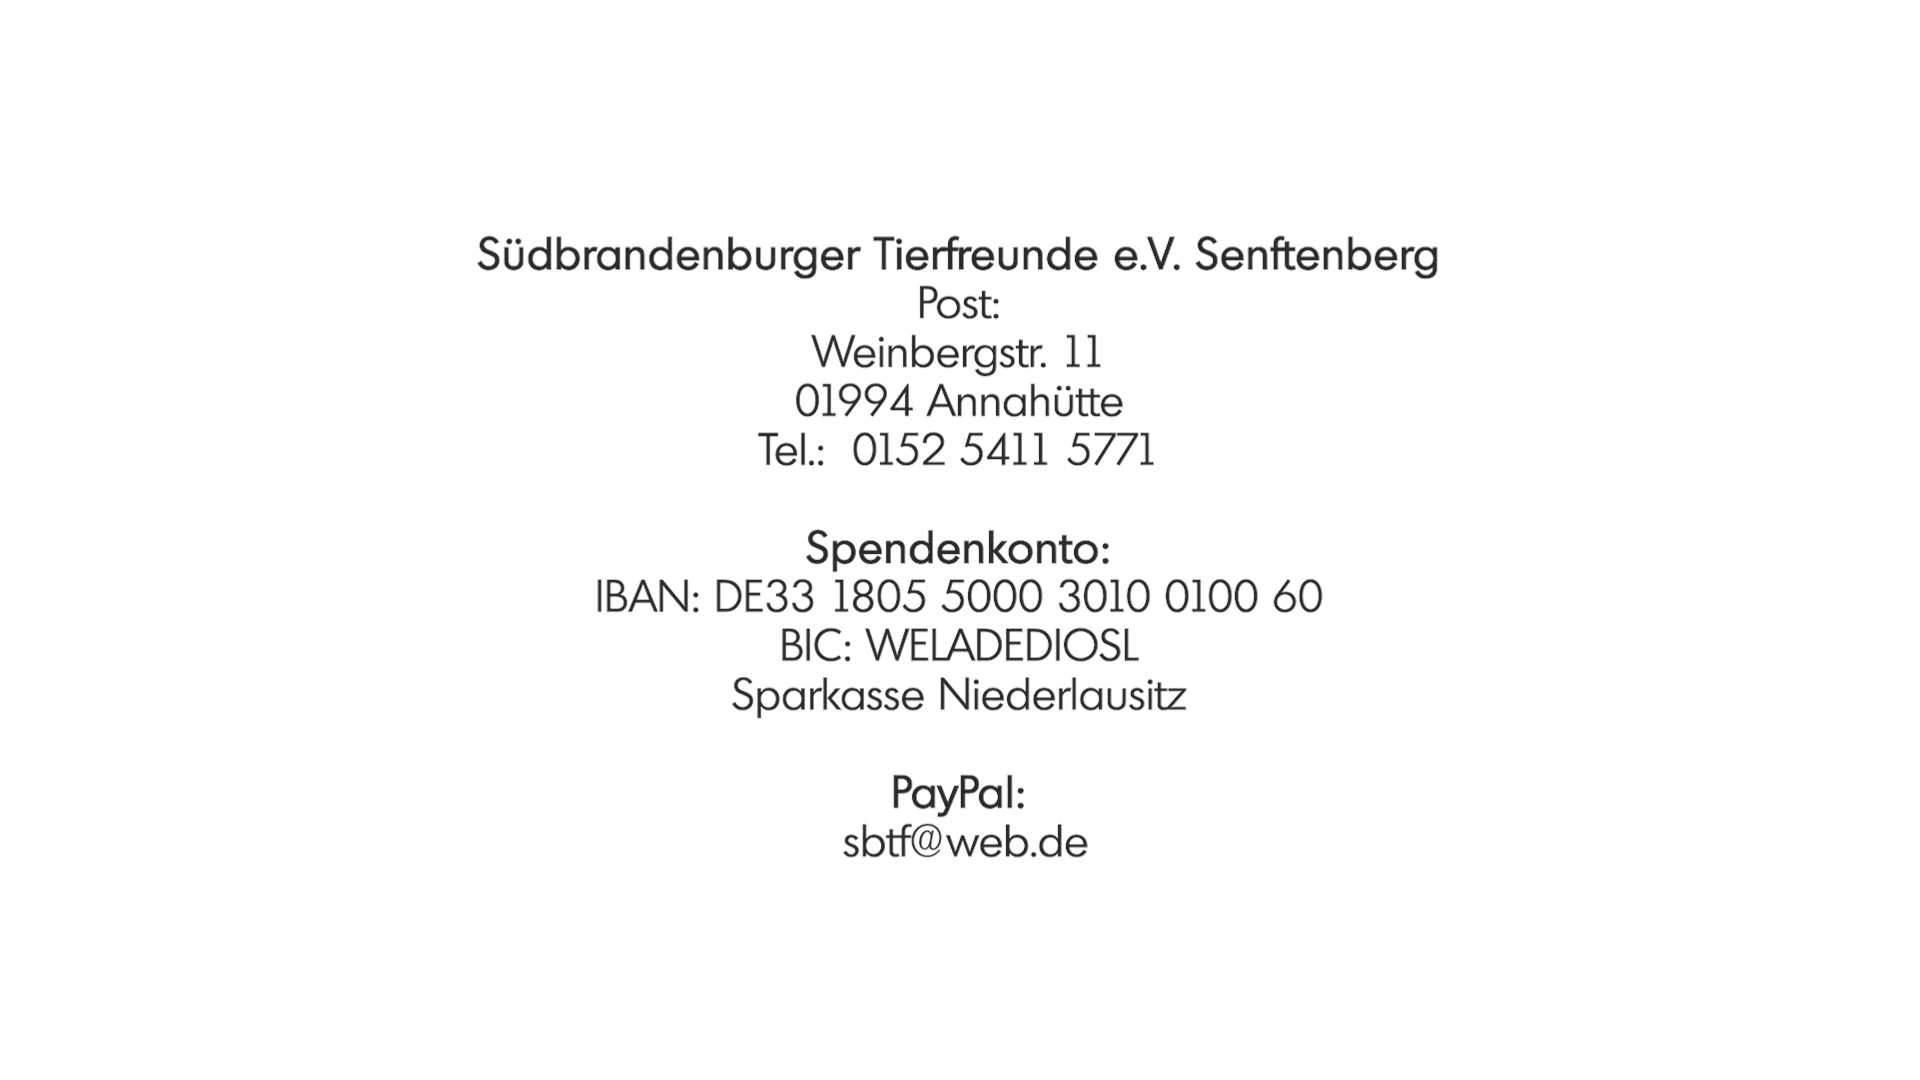 Südbrandenburger Tierfreunde e.V. Senftenberg
Post:
Weinbergstr. 11
01994 Annahütte
Tel.: 0152 5411 5771
Spendenkonto:
IBAN: DE33 1805 5000 3010 0100 60
BIC: WELADEDIOSL
Sparkasse Niederlausitz
PayPal:
sbtf@web.de